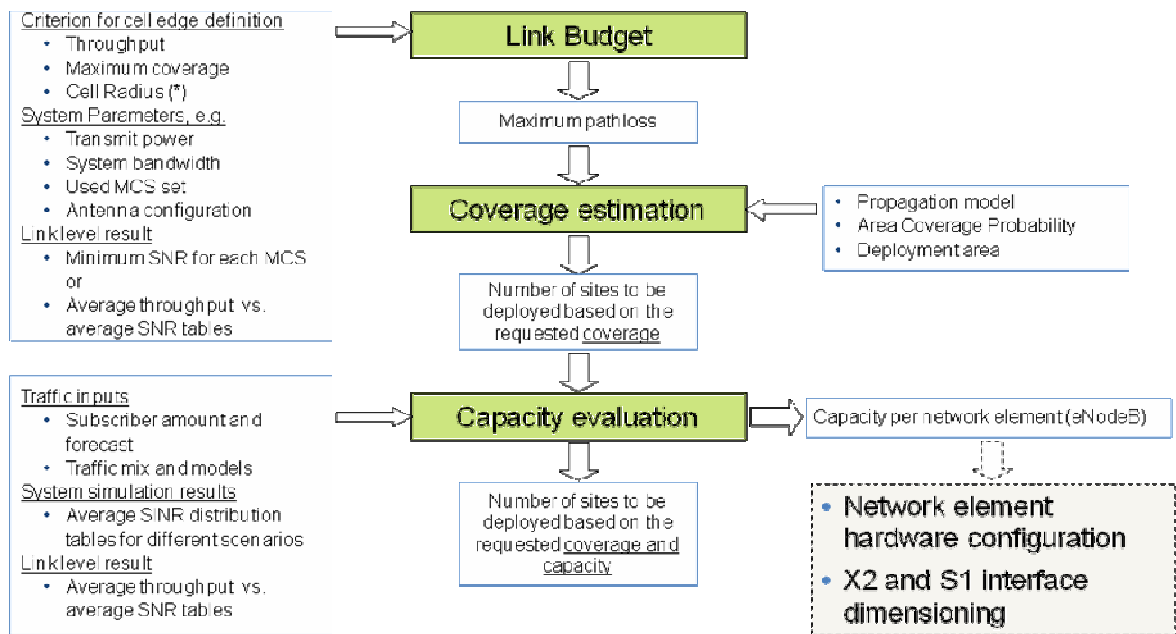 Criterion for cell edge definition
• Throughput
• Maximum coverage
• Cell Radius (*)
System Parameters, e.g.
• Transmit power
• System bandwidth
• Used MCS set
• Antenna configuration
Link level result
• Minimum SNR for each MCS
or
• Average throughput vs.
average SNR tables
Link Budget
Maximum path loss
Coverage estimation
• Propagation model
• Area Coverage Probability
• Deployment area
Number of sites to be
deployed based on the
requested coverage
Traffic inputs
• Subscriber amount and
forecast
• Traffic mix and models
System simulation results
• Average SINR distribution
tables for different scenarios
Link level result
• Average throughput vs.
average SNR tables
Capacity evaluation
Capacity per network element (eNodeB)
Number of sites to be
deployed based on the
requested coverage and
capacity
• Network element
hardware configuration
• X2 and S1 interface
dimensioning